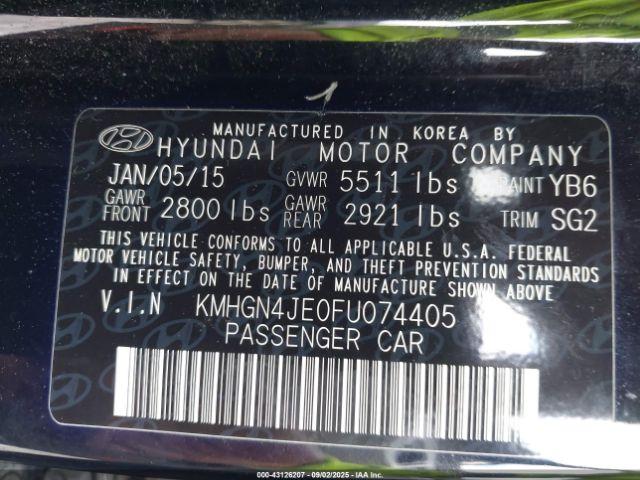 1
MANUFACTURED IN KOREA BY
HYUNDAI MOTOR COMPANY
JAN/05/15 GVWR 5511 lbs PAINT YB6
GAWR FRONT 2800 lbs GAWR REAR 2921 lbs TRIM SG2
THIS VEHICLE CONFORMS TO ALL APPLICABLE U.S.A. FEDERAL
MOTOR VEHICLE SAFETY, BUMPER, AND THEFT PREVENTION STANDARDS
IN EFFECT ON THE DATE OF MANUFACTURE SHOWN ABOVE.
V.I.N KMHGN4JE0FU074405
PASSENGER CAR
000-43126207 - 09/02/2025 - IAA Inc.